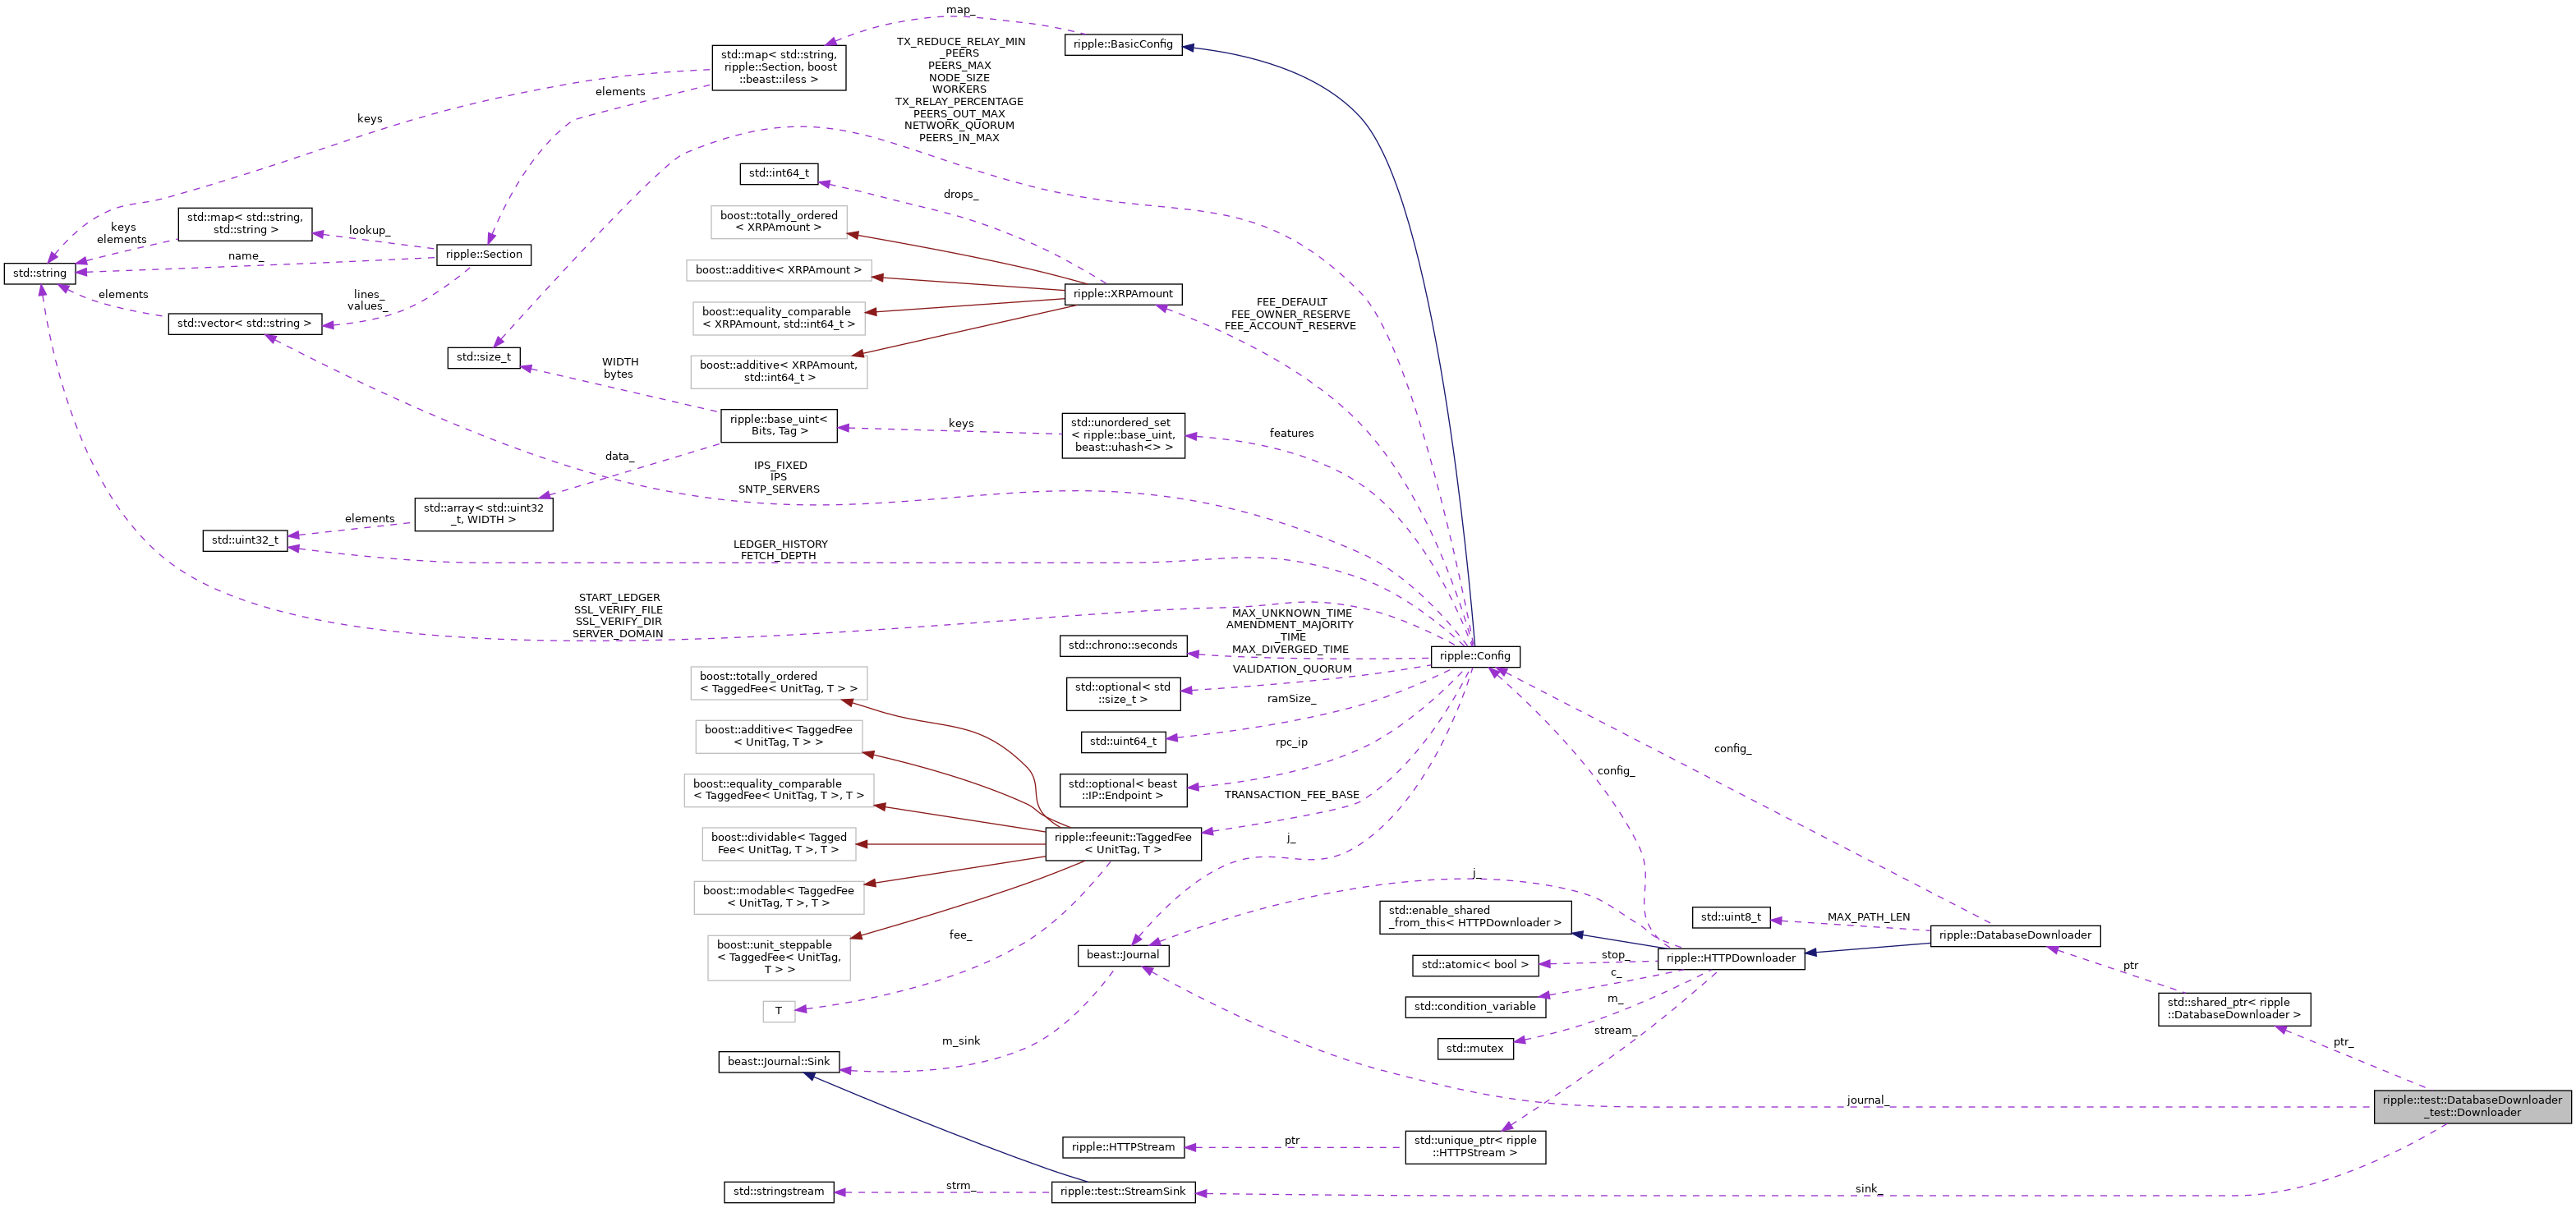 map_
ripple::BasicConfig
std::map< std::string,
ripple::Section, boost
::beast::iless >
TX_REDUCE_RELAY_MIN
_PEERS
PEERS_MAX
NODE_SIZE
WORKERS
TX_RELAY_PERCENTAGE
PEERS_OUT_MAX
NETWORK_QUORUM
PEERS_IN_MAX
elements
keys
std::int64_t
drops_
boost::totally_ordered
< XRPAmount >
std::map< std::string,
std::string >
keys
elements
lookup_
ripple::Section
name_
std::string
boost::additive< XRPAmount >
ripple::XRPAmount
elements
lines_
values_
FEE_DEFAULT
FEE_OWNER_RESERVE
FEE_ACCOUNT_RESERVE
boost::equality_comparable
< XRPAmount, std::int64_t >
std::vector< std::string >
std::size_t
WIDTH
bytes
boost::additive< XRPAmount,
std::int64_t >
ripple::base_uint<
Bits, Tag >
keys
std::unordered_set
< ripple::base_uint,
beast::uhash<> >
features
data_
IPS_FIXED
IPS
SNTP_SERVERS
std::array< std::uint32
_t, WIDTH >
elements
std::uint32_t
LEDGER_HISTORY
FETCH_DEPTH
START_LEDGER
SSL_VERIFY_FILE
SSL_VERIFY_DIR
SERVER_DOMAIN
MAX_UNKNOWN_TIME
AMENDMENT_MAJORITY
_TIME
MAX_DIVERGED_TIME
std::chrono::seconds
ripple::Config
VALIDATION_QUORUM
std::optional< std
::size_t >
boost::totally_ordered
< TaggedFee< UnitTag, T > >
ramSize_
std::uint64_t
rpc_ip
boost::additive< TaggedFee
< UnitTag, T > >
config_
config_
std::optional< beast
::IP::Endpoint >
boost::equality_comparable
< TaggedFee< UnitTag, T >, T >
TRANSACTION_FEE_BASE
boost::dividable< Tagged
Fee< UnitTag, T >, T >
ripple::feeunit::TaggedFee
< UnitTag, T >
j_
j_
boost::modable< TaggedFee
< UnitTag, T >, T >
std::enable_shared
_from_this< HTTPDownloader >
std::uint8_t
MAX_PATH_LEN
ripple::DatabaseDownloader
fee_
boost::unit_steppable
< TaggedFee< UnitTag,
T > >
beast::Journal
std::atomic< bool >
stop_
ripple::HTTPDownloader
ptr
c_
std::condition_variable
m_
T
std::shared_ptr< ripple
::DatabaseDownloader >
stream_
m_sink
std::mutex
ptr_
beast::Journal::Sink
journal_
ripple::test::DatabaseDownloader
_test::Downloader
ripple::HTTPStream
ptr
std::unique_ptr< ripple
::HTTPStream >
std::stringstream
strm_
ripple::test::StreamSink
sink_